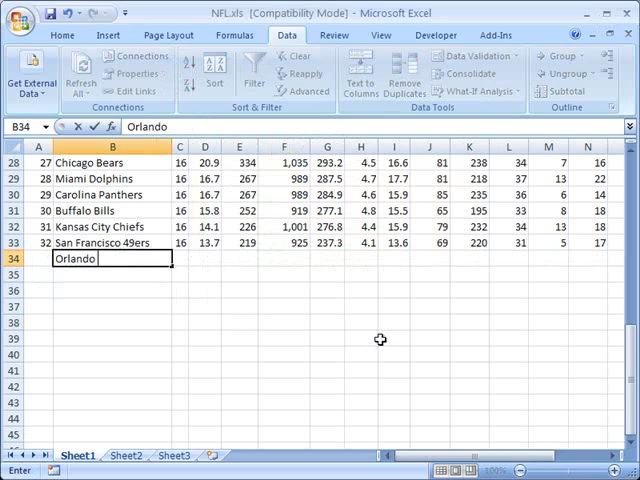 NFL.xls [Compatibility Mode] - Microsoft Excel
Home Insert Page Layout Formulas Data Review View Developer Add-Ins
Get External Data
Refresh All
Connections
Properties
Edit Links
Connections
Sort
Filter
Clear
Reapply
Advanced
Sort & Filter
Text to Columns
Remove Duplicates
Data Validation
Consolidate
What-If Analysis
Data Tools
Group
Ungroup
Subtotal
Outline
B34 fx Orlando
A B C D E F G H I J K L M N
28 27 Chicago Bears 16 20.9 334 1,035 293.2 4.5 16.6 81 238 34 7 16
29 28 Miami Dolphins 16 16.7 267 989 287.5 4.7 17.7 81 218 37 13 22
30 29 Carolina Panthers 16 16.7 267 989 284.9 4.6 15.9 85 235 36 6 14
31 30 Buffalo Bills 16 15.8 252 919 277.1 4.8 15.5 65 195 33 8 18
32 31 Kansas City Chiefs 16 14.1 226 1,001 276.8 4.4 15.9 79 232 34 13 18
33 32 San Francisco 49ers 16 13.7 219 925 237.3 4.1 13.6 69 220 31 5 17
34 Orlando
35
36
37
38
39
40
41
42
43
44
45
Sheet1 Sheet2 Sheet3
Enter 100%